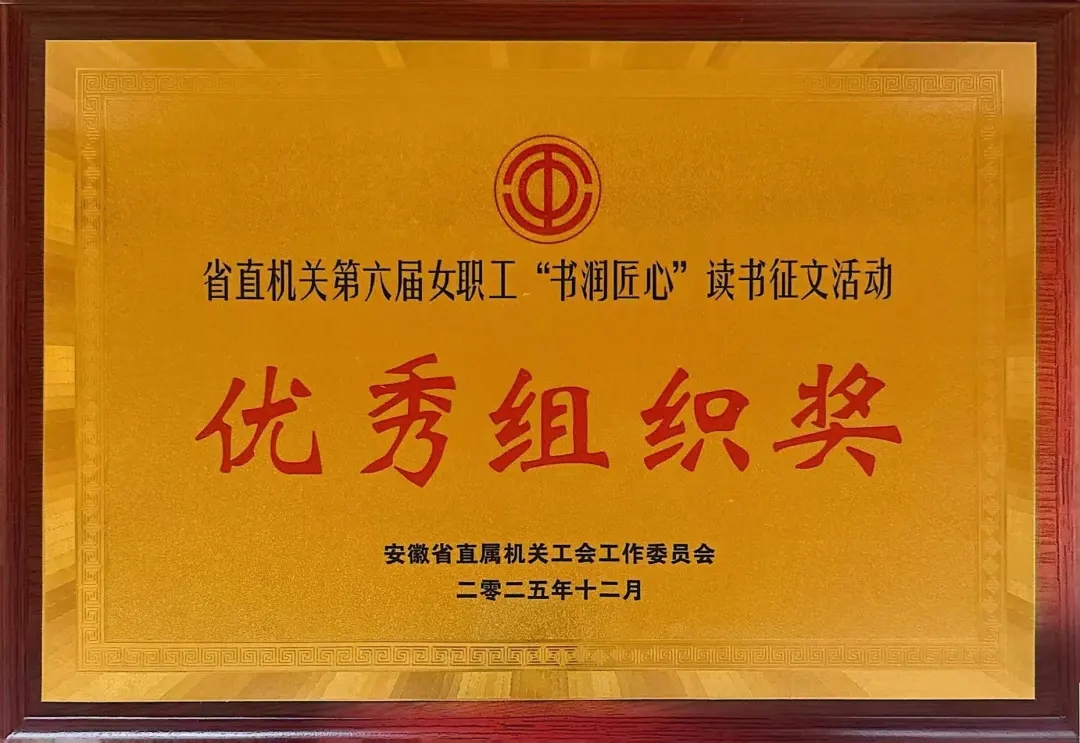 省直机关第六届女职工“书润匠心”读书征文活动
优秀组织奖
安徽省直属机关工会工作委员会
二零二五年十二月